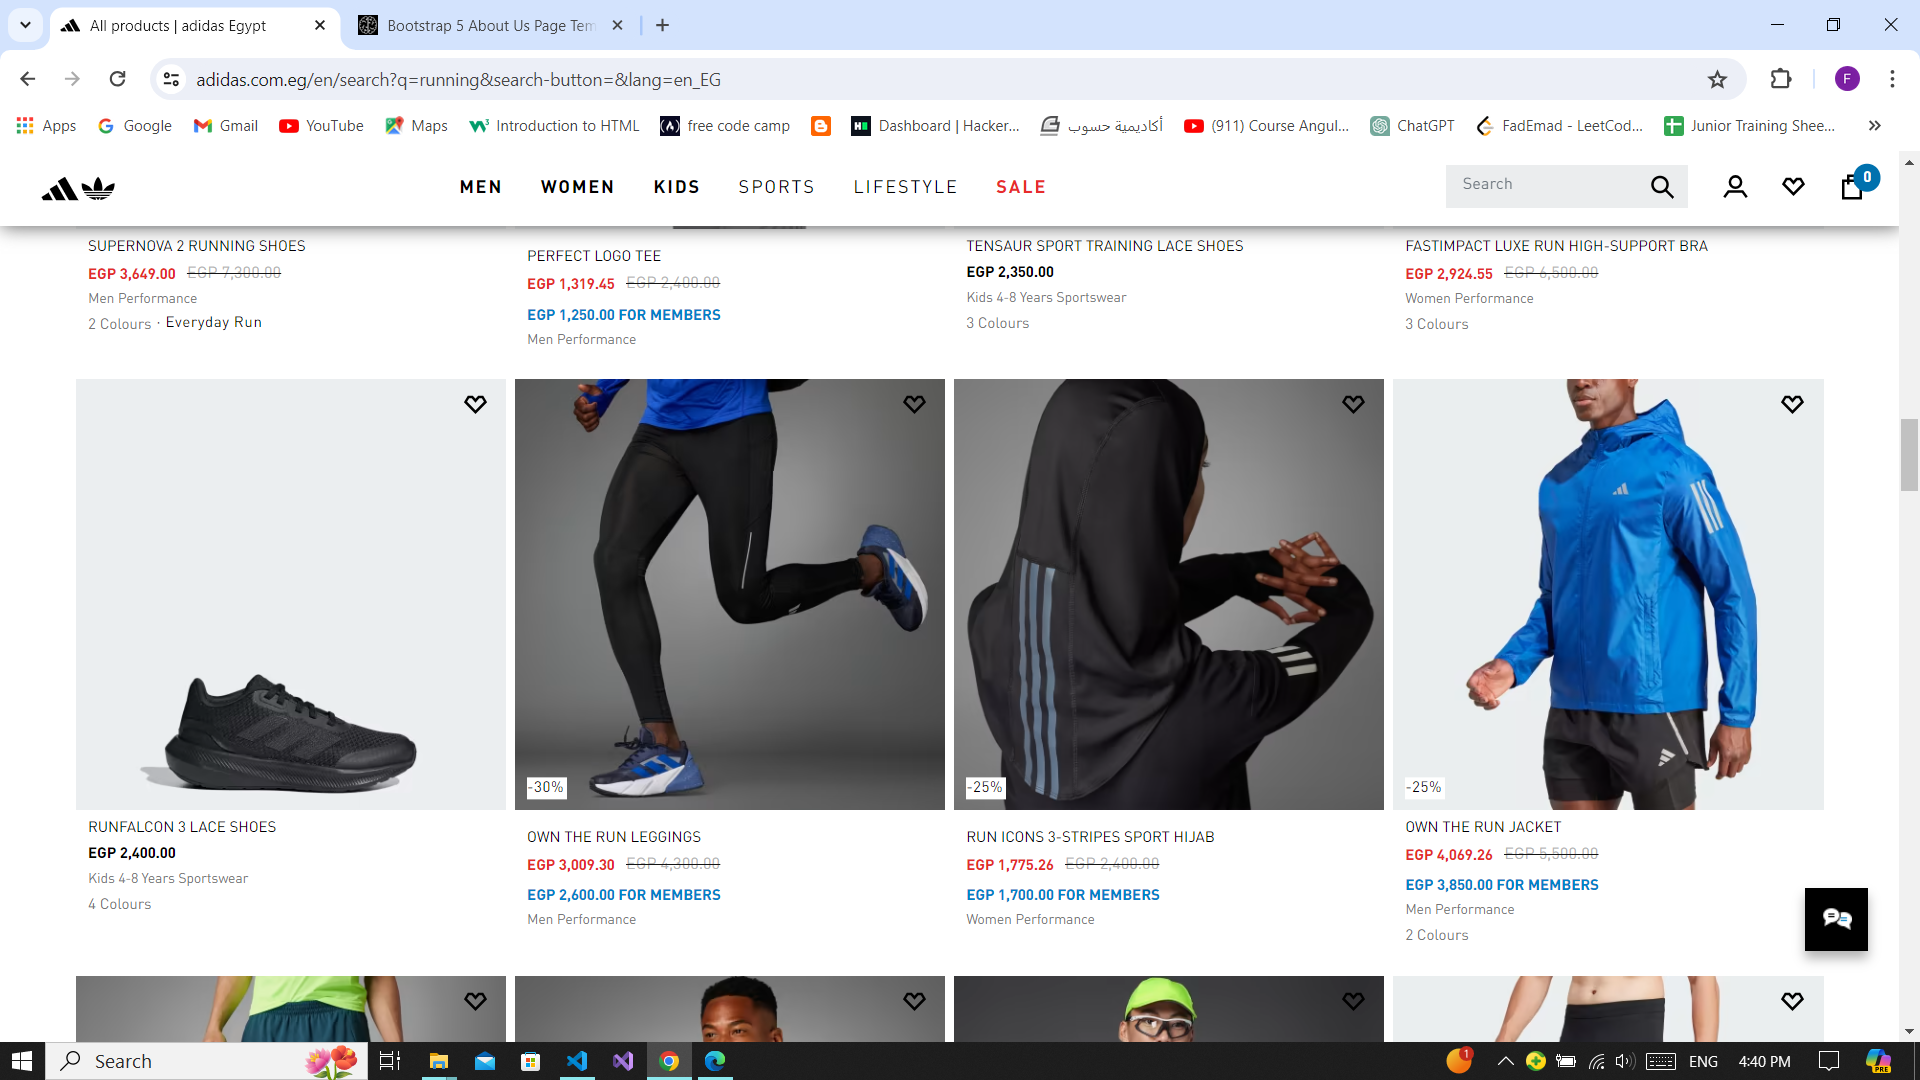 All products | adidas Egypt
Bootstrap 5 About Us Page Tem
adidas.com.eg/en/search?q=running&search-button=&lang=en_EG
F
Apps
Google
Gmail
YouTube
Maps
Introduction to HTML
free code camp
Dashboard | Hacker...
أكاديمية حسوب
(911) Course Angul...
ChatGPT
FadEmad - LeetCod...
Junior Training Shee...
MEN
WOMEN
KIDS
SPORTS
LIFESTYLE
SALE
Search
0
SUPERNOVA 2 RUNNING SHOES
EGP 3,649.00 EGP 7,300.00
Men Performance
2 Colours · Everyday Run
PERFECT LOGO TEE
EGP 1,319.45 EGP 2,400.00
EGP 1,250.00 FOR MEMBERS
Men Performance
TENSAUR SPORT TRAINING LACE SHOES
EGP 2,350.00
Kids 4-8 Years Sportswear
3 Colours
FASTIMPACT LUXE RUN HIGH-SUPPORT BRA
EGP 2,924.55 EGP 6,500.00
Women Performance
3 Colours
RUNFALCON 3 LACE SHOES
EGP 2,400.00
Kids 4-8 Years Sportswear
4 Colours
-30%
OWN THE RUN LEGGINGS
EGP 3,009.30 EGP 4,300.00
EGP 2,600.00 FOR MEMBERS
Men Performance
-25%
RUN ICONS 3-STRIPES SPORT HIJAB
EGP 1,775.26 EGP 2,400.00
EGP 1,700.00 FOR MEMBERS
Women Performance
-25%
OWN THE RUN JACKET
EGP 4,069.26 EGP 5,500.00
EGP 3,850.00 FOR MEMBERS
Men Performance
2 Colours
Search
1
ENG
4:40 PM
PRE